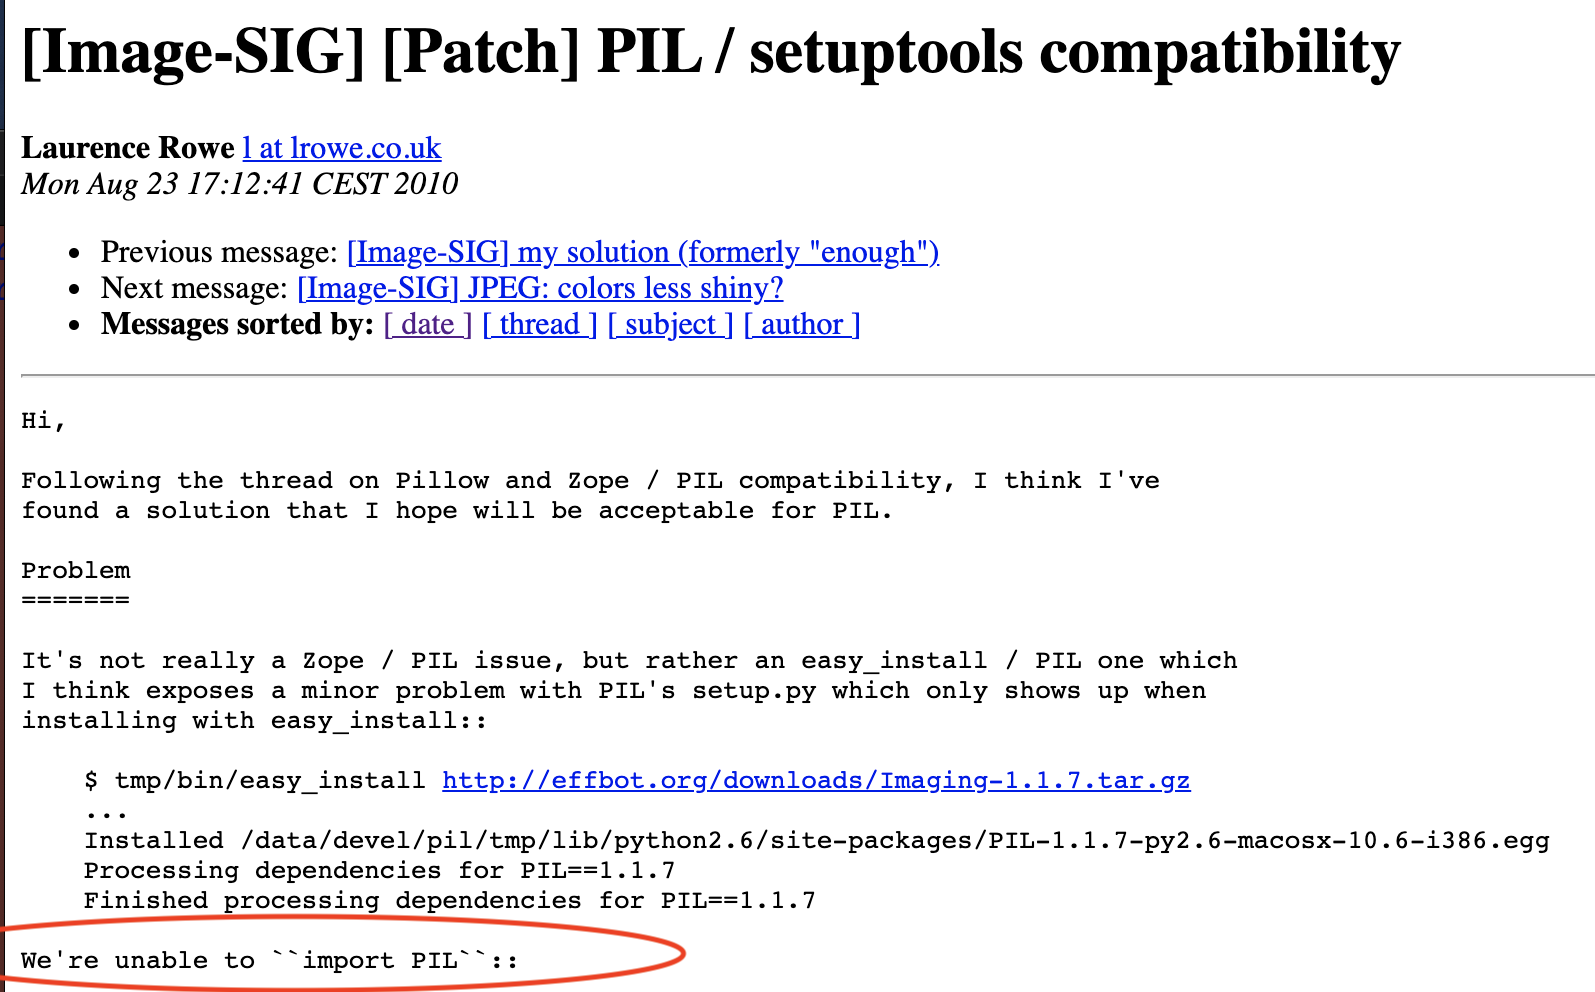 [Image-SIG] [Patch] PIL / setuptools compatibility
Laurence Rowe l at lrowe.co.uk
Mon Aug 23 17:12:41 CEST 2010
• Previous message: [Image-SIG] my solution (formerly "enough")
• Next message: [Image-SIG] JPEG: colors less shiny?
• Messages sorted by: [ date ] [ thread ] [ subject ] [ author ]
Hi,
Following the thread on Pillow and Zope / PIL compatibility, I think I've
found a solution that I hope will be acceptable for PIL.
Problem
=======
It's not really a Zope / PIL issue, but rather an easy_install / PIL one which
I think exposes a minor problem with PIL's setup.py which only shows up when
installing with easy_install::
$ tmp/bin/easy_install http://effbot.org/downloads/Imaging-1.1.7.tar.gz
...
Installed /data/devel/pil/tmp/lib/python2.6/site-packages/PIL-1.1.7-py2.6-macosx-10.6-i386.egg
Processing dependencies for PIL==1.1.7
Finished processing dependencies for PIL==1.1.7
We're unable to ``import PIL``::